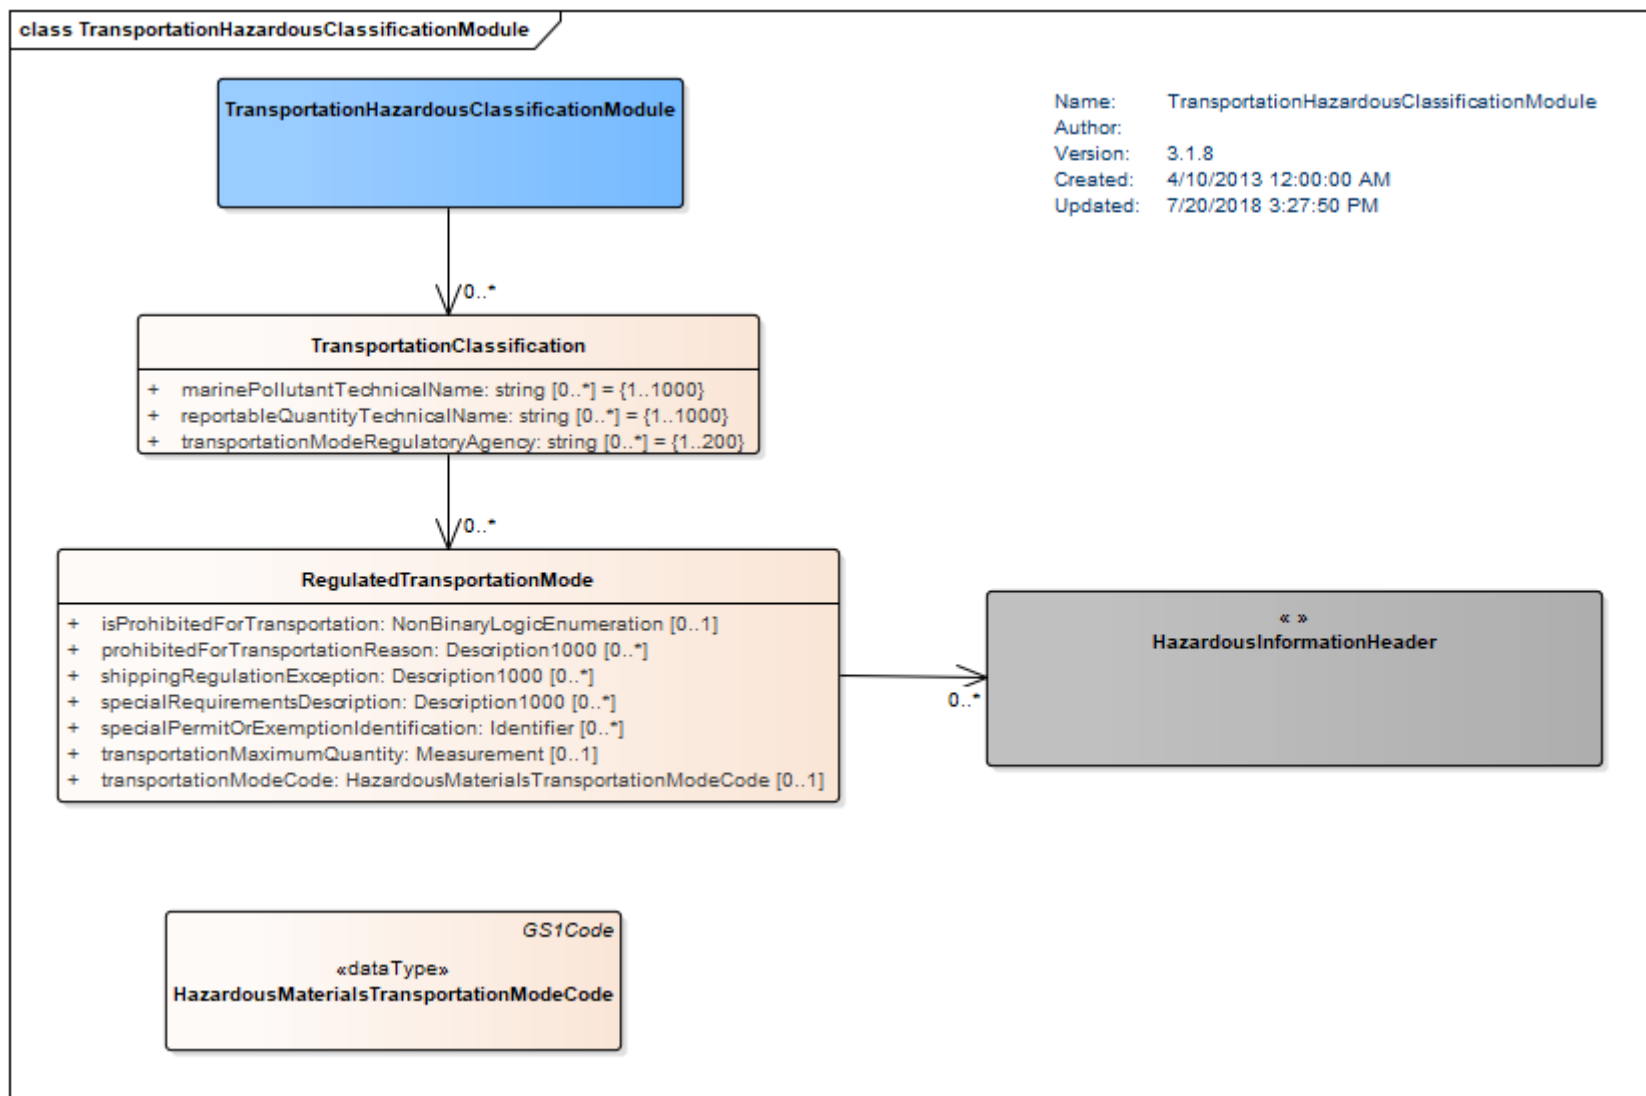 class TransportationHazardousClassificationModule
TransportationHazardousClassificationModule
Name: TransportationHazardousClassificationModule
Author:
Version: 3.1.8
Created: 4/10/2013 12:00:00 AM
Updated: 7/20/2018 3:27:50 PM
0..*
TransportationClassification
+ marinePollutantTechnicalName: string [0..*] = {1..1000}
+ reportableQuantityTechnicalName: string [0..*] = {1..1000}
+ transportationModeRegulatoryAgency: string [0..*] = {1..200}
0..*
RegulatedTransportationMode
+ isProhibitedForTransportation: NonBinaryLogicEnumeration [0..1]
+ prohibitedForTransportationReason: Description1000 [0..*]
+ shippingRegulationException: Description1000 [0..*]
+ specialRequirementsDescription: Description1000 [0..*]
+ specialPermitOrExemptionIdentification: Identifier [0..*]
+ transportationMaximumQuantity: Measurement [0..1]
+ transportationModeCode: HazardousMaterialsTransportationModeCode [0..1]
« »
HazardousInformationHeader
0..*
GS1Code
«dataType»
HazardousMaterialsTransportationModeCode